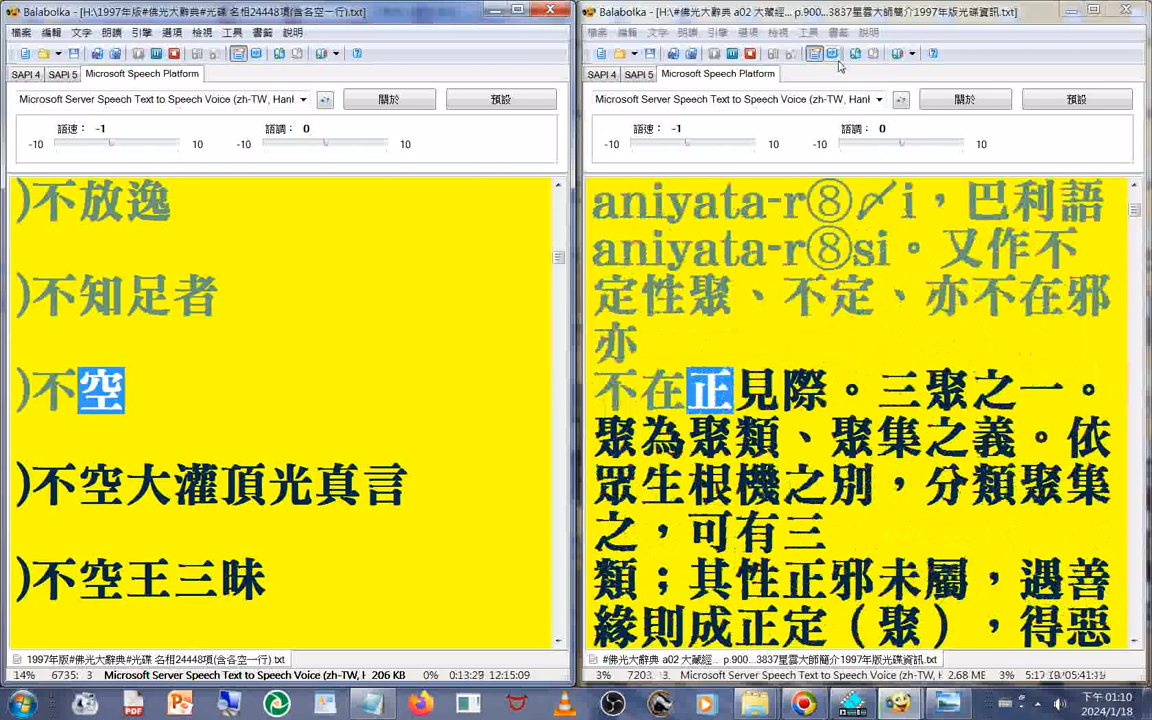 Balabolka - [H:\1997年版#佛光大辭典#光碟 名相24448項(含各空一行).txt]
檔案 編輯 文字 朗讀 引擎 選項 檢視 工具 書籤 說明
SAPI 4 SAPI 5 Microsoft Speech Platform
Microsoft Server Speech Text to Speech Voice (zh-TW, Hanl
關於
預設
語速： -1
語調： 0
-10 10 -10 10
)不放逸
)不知足者
)不空
)不空大灌頂光真言
)不空王三昧
1997年版#佛光大辭典#光碟 名相24448項(含各空一行).txt
14% 6735: 3 Microsoft Server Speech Text to Speech Voice (zh-TW, H 206 KB 0% 0:13:29 12:15:09
Balabolka - [H:\#佛光大辭典 a02 大藏經... p.900...3837星雲大師簡介1997年版光碟資訊.txt]
檔案 編輯 文字 朗讀 引擎 選項 檢視 工具 書籤 說明
SAPI 4 SAPI 5 Microsoft Speech Platform
Microsoft Server Speech Text to Speech Voice (zh-TW, Hanl
關於
預設
語速： -1
語調： 0
-10 10 -10 10
aniyata-r⑧〆i，巴利語
aniyata-r⑧si。又作不
定性聚、不定、亦不在邪
亦
不在正見際。三聚之一。
聚為聚類、聚集之義。依
眾生根機之別，分類聚集
之，可有三
類；其性正邪未屬，遇善
緣則成正定（聚），得惡
#佛光大辭典 a02 大藏經... p.900...3837星雲大師簡介1997年版光碟資訊.txt
3% Microsoft Server Speech Text to Speech Voice (zh-TW, H 2.68 ME 3%
下午 01:10
2024/1/18